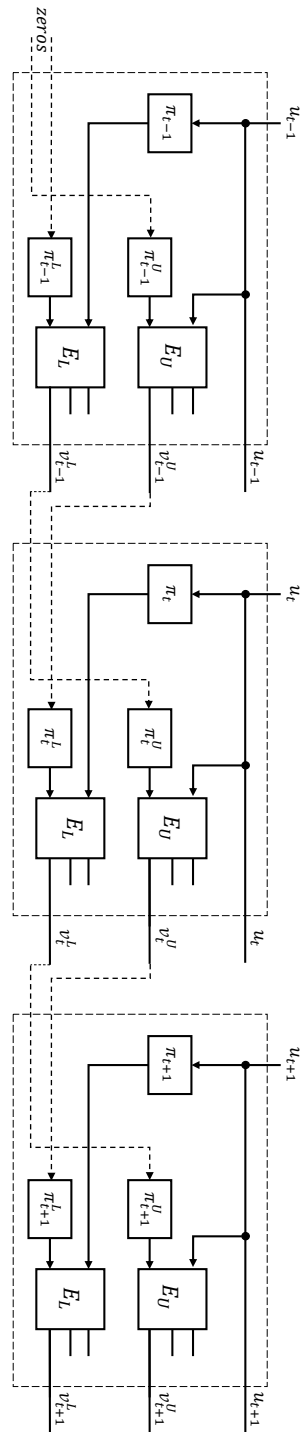 zeros
u_{t-1}
π_{t-1}
π^U_{t-1}
π^L_{t-1}
E_U
E_L
u_{t-1}
v^U_{t-1}
v^L_{t-1}
u_t
π_t
π^U_t
π^L_t
E_U
E_L
u_t
v^U_t
v^L_t
u_{t+1}
π_{t+1}
π^U_{t+1}
π^L_{t+1}
E_U
E_L
u_{t+1}
v^U_{t+1}
v^L_{t+1}